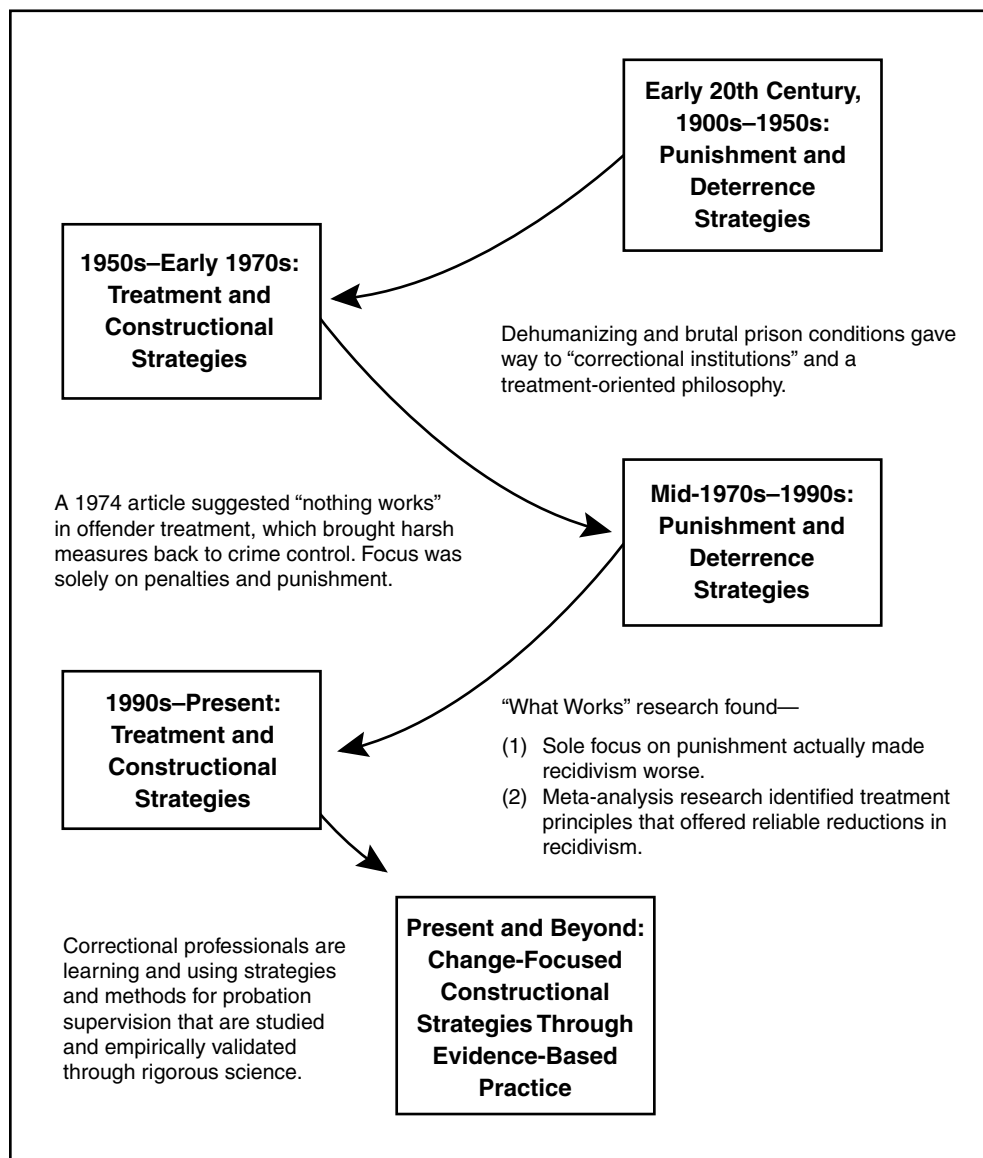 Early 20th Century,
1900s–1950s:
Punishment and
Deterrence
Strategies
1950s–Early 1970s:
Treatment and
Constructional
Strategies
Dehumanizing and brutal prison conditions gave
way to “correctional institutions” and a
treatment-oriented philosophy.
A 1974 article suggested “nothing works”
in offender treatment, which brought harsh
measures back to crime control. Focus was
solely on penalties and punishment.
Mid-1970s–1990s:
Punishment and
Deterrence
Strategies
1990s–Present:
Treatment and
Constructional
Strategies
“What Works” research found—
(1) Sole focus on punishment actually made
recidivism worse.
(2) Meta-analysis research identified treatment
principles that offered reliable reductions in
recidivism.
Correctional professionals are
learning and using strategies
and methods for probation
supervision that are studied
and empirically validated
through rigorous science.
Present and Beyond:
Change-Focused
Constructional
Strategies Through
Evidence-Based
Practice